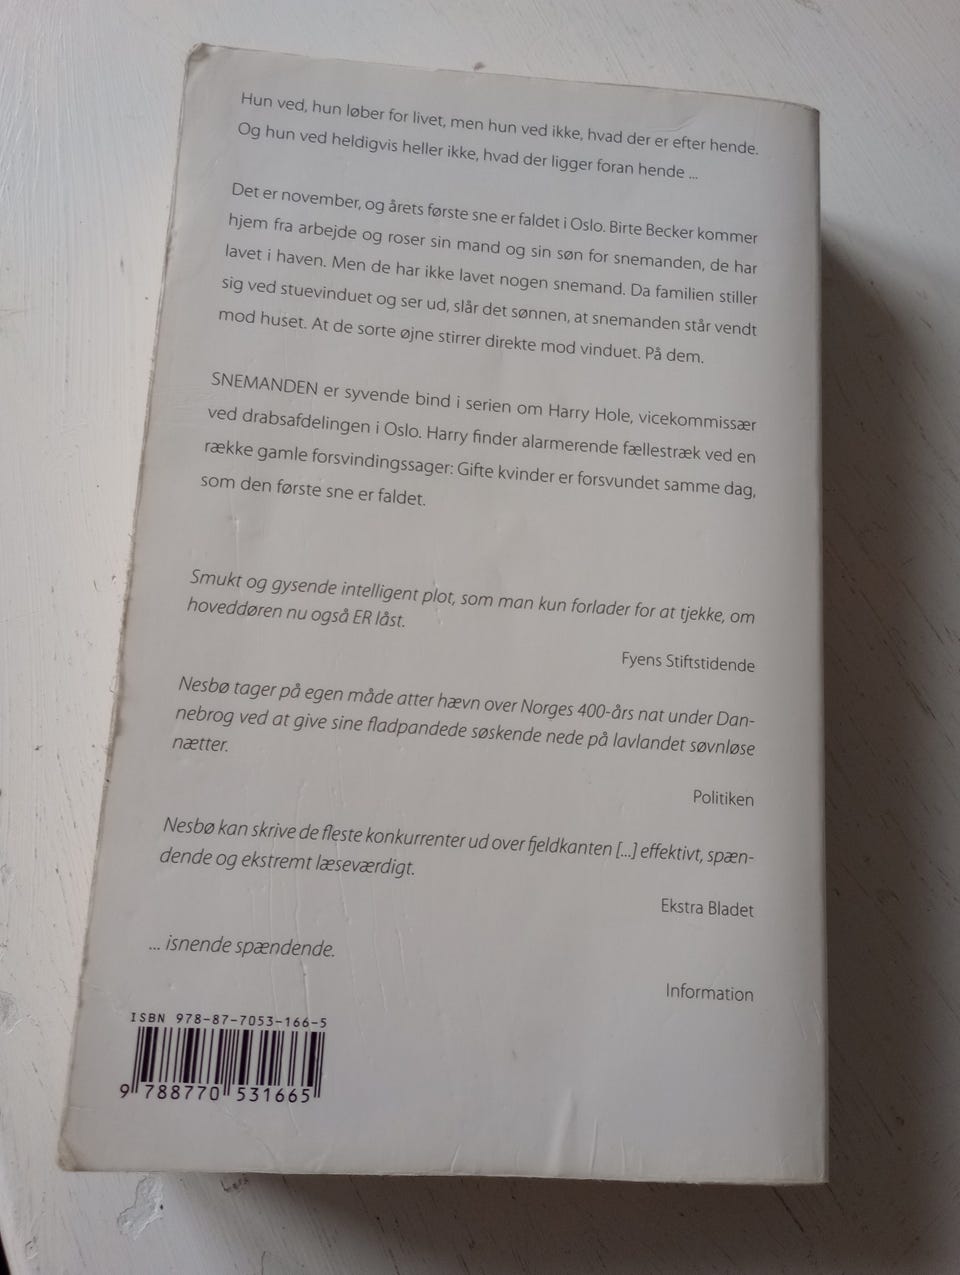 Hun ved, hun løber for livet, men hun ved ikke, hvad der er efter hende.
Og hun ved heldigvis heller ikke, hvad der ligger foran hende ...
Det er november, og årets første sne er faldet i Oslo. Birte Becker kommer
hjem fra arbejde og roser sin mand og sin søn for snemanden, de har
lavet i haven. Men de har ikke lavet nogen snemand. Da familien stiller
sig ved stuevinduet og ser ud, slår det sønnen, at snemanden står vendt
mod huset. At de sorte øjne stirrer direkte mod vinduet. På dem.
SNEMANDEN er syvende bind i serien om Harry Hole, vicekommissær
ved drabsafdelingen i Oslo. Harry finder alarmerende fællestræk ved en
række gamle forsvindingssager: Gifte kvinder er forsvundet samme dag,
som den første sne er faldet.
Smukt og gysende intelligent plot, som man kun forlader for at tjekke, om
hoveddøren nu også ER låst.
Fyens Stiftstidende
Nesbø tager på egen måde atter hævn over Norges 400-års nat under Dan-
nebrog ved at give sine fladpandede søskende nede på lavlandet søvnløse
nætter.
Politiken
Nesbø kan skrive de fleste konkurrenter ud over fjeldkanten [...] effektivt, spæn-
dende og ekstremt læseværdigt.
Ekstra Bladet
... isnende spændende.
Information
ISBN 978-87-7053-166-5
9 788770 531665